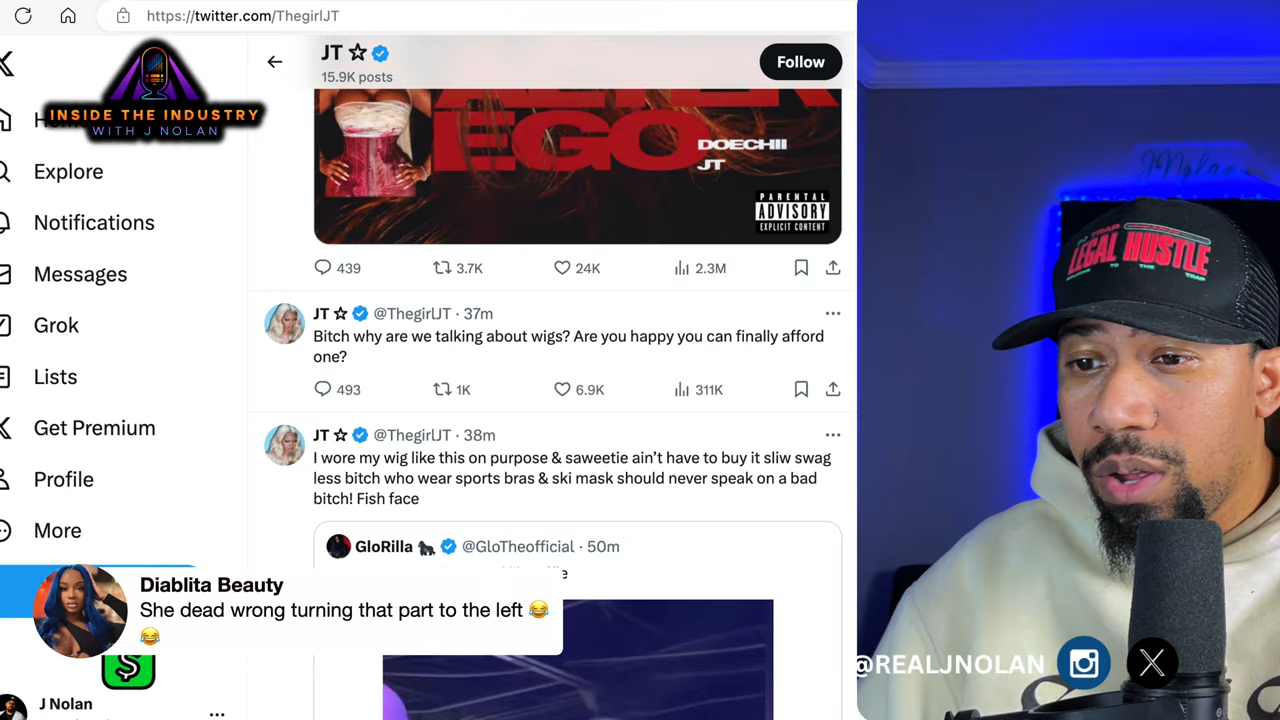 https://twitter.com/ThegirlJT
JT ☆
15.9K posts
Follow
INSIDE THE INDUSTRY
WITH J NOLAN
Explore
Notifications
Messages
Grok
Lists
Get Premium
Profile
More
EGO
DOECHII
JT
PARENTAL
ADVISORY
EXPLICIT CONTENT
439 3.7K 24K 2.3M
JT ☆ @ThegirlJT · 37m
Bitch why are we talking about wigs? Are you happy you can finally afford
one?
493 1K 6.9K 311K
JT ☆ @ThegirlJT · 38m
I wore my wig like this on purpose & saweetie ain’t have to buy it sliw swag
less bitch who wear sports bras & ski mask should never speak on a bad
bitch! Fish face
GloRilla 🦍 @GloTheofficial · 50m
Diablita Beauty
She dead wrong turning that part to the left 😂
😂
J Nolan
J Nolan
TRAP
LEGAL HUSTLE
TO THE
@REALJNOLAN